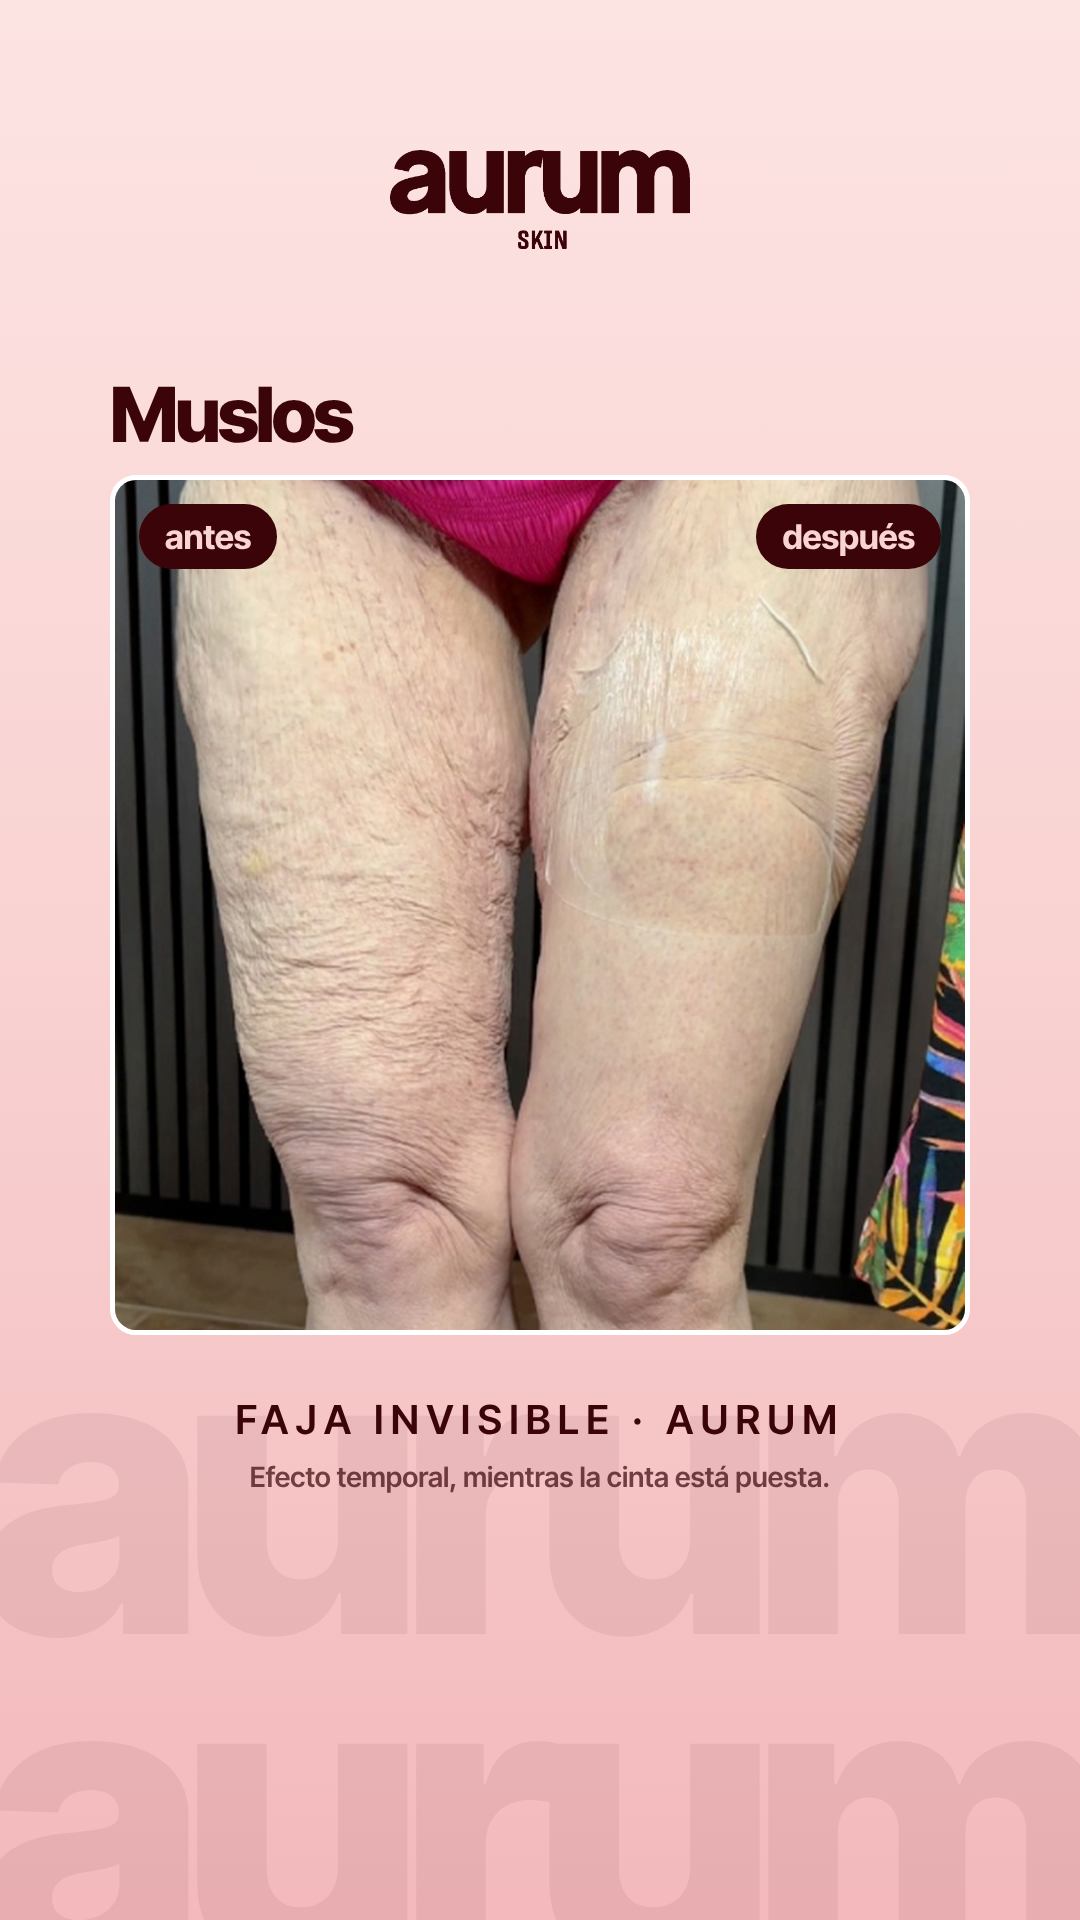 aurum
SKIN
Muslos
antes
después
FAJA INVISIBLE · AURUM
Efecto temporal, mientras la cinta está puesta.
aurum
aurum